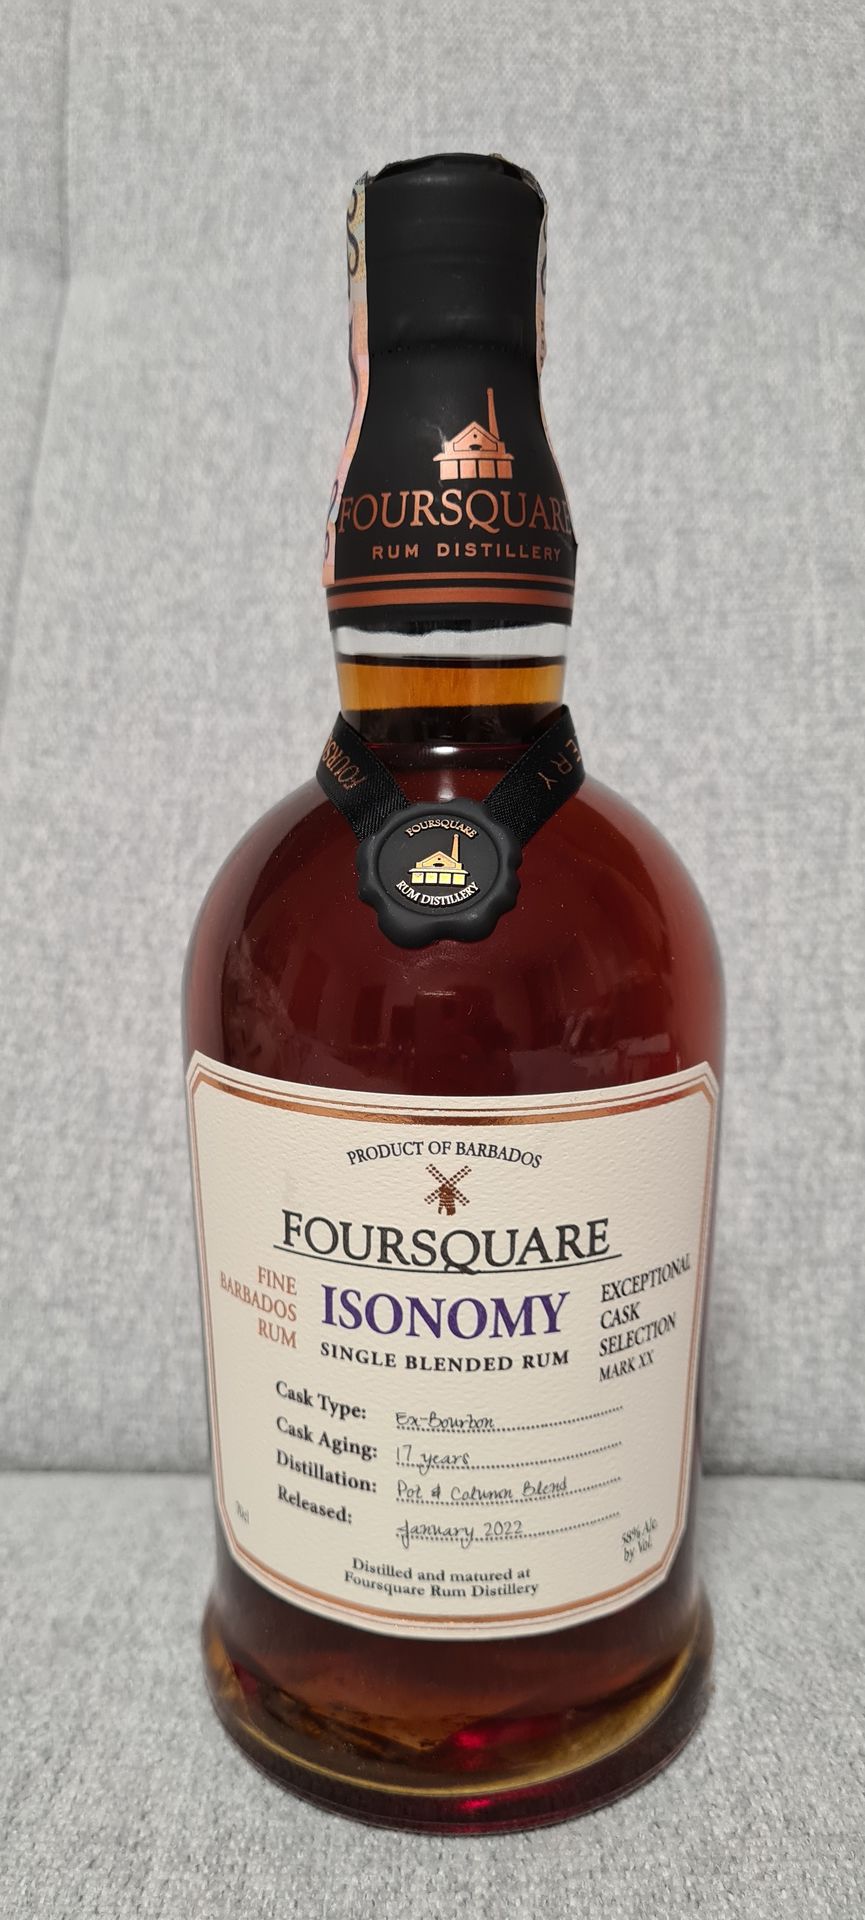 FOURSQUARE
RUM DISTILLERY
FOURS
ERY
FOURSQUARE
RUM DISTILLERY
PRODUCT OF BARBADOS
FOURSQUARE
FINE
BARBADOS
RUM
ISONOMY
SINGLE BLENDED RUM
EXCEPTIONAL
CASK
SELECTION
MARK XX
Cask Type: Ex-Bourbon
Cask Aging: 17 years
Distillation: Pot & Column Blend
Released: January 2022
70cl
58% Alc.
by Vol.
Distilled and matured at
Foursquare Rum Distillery